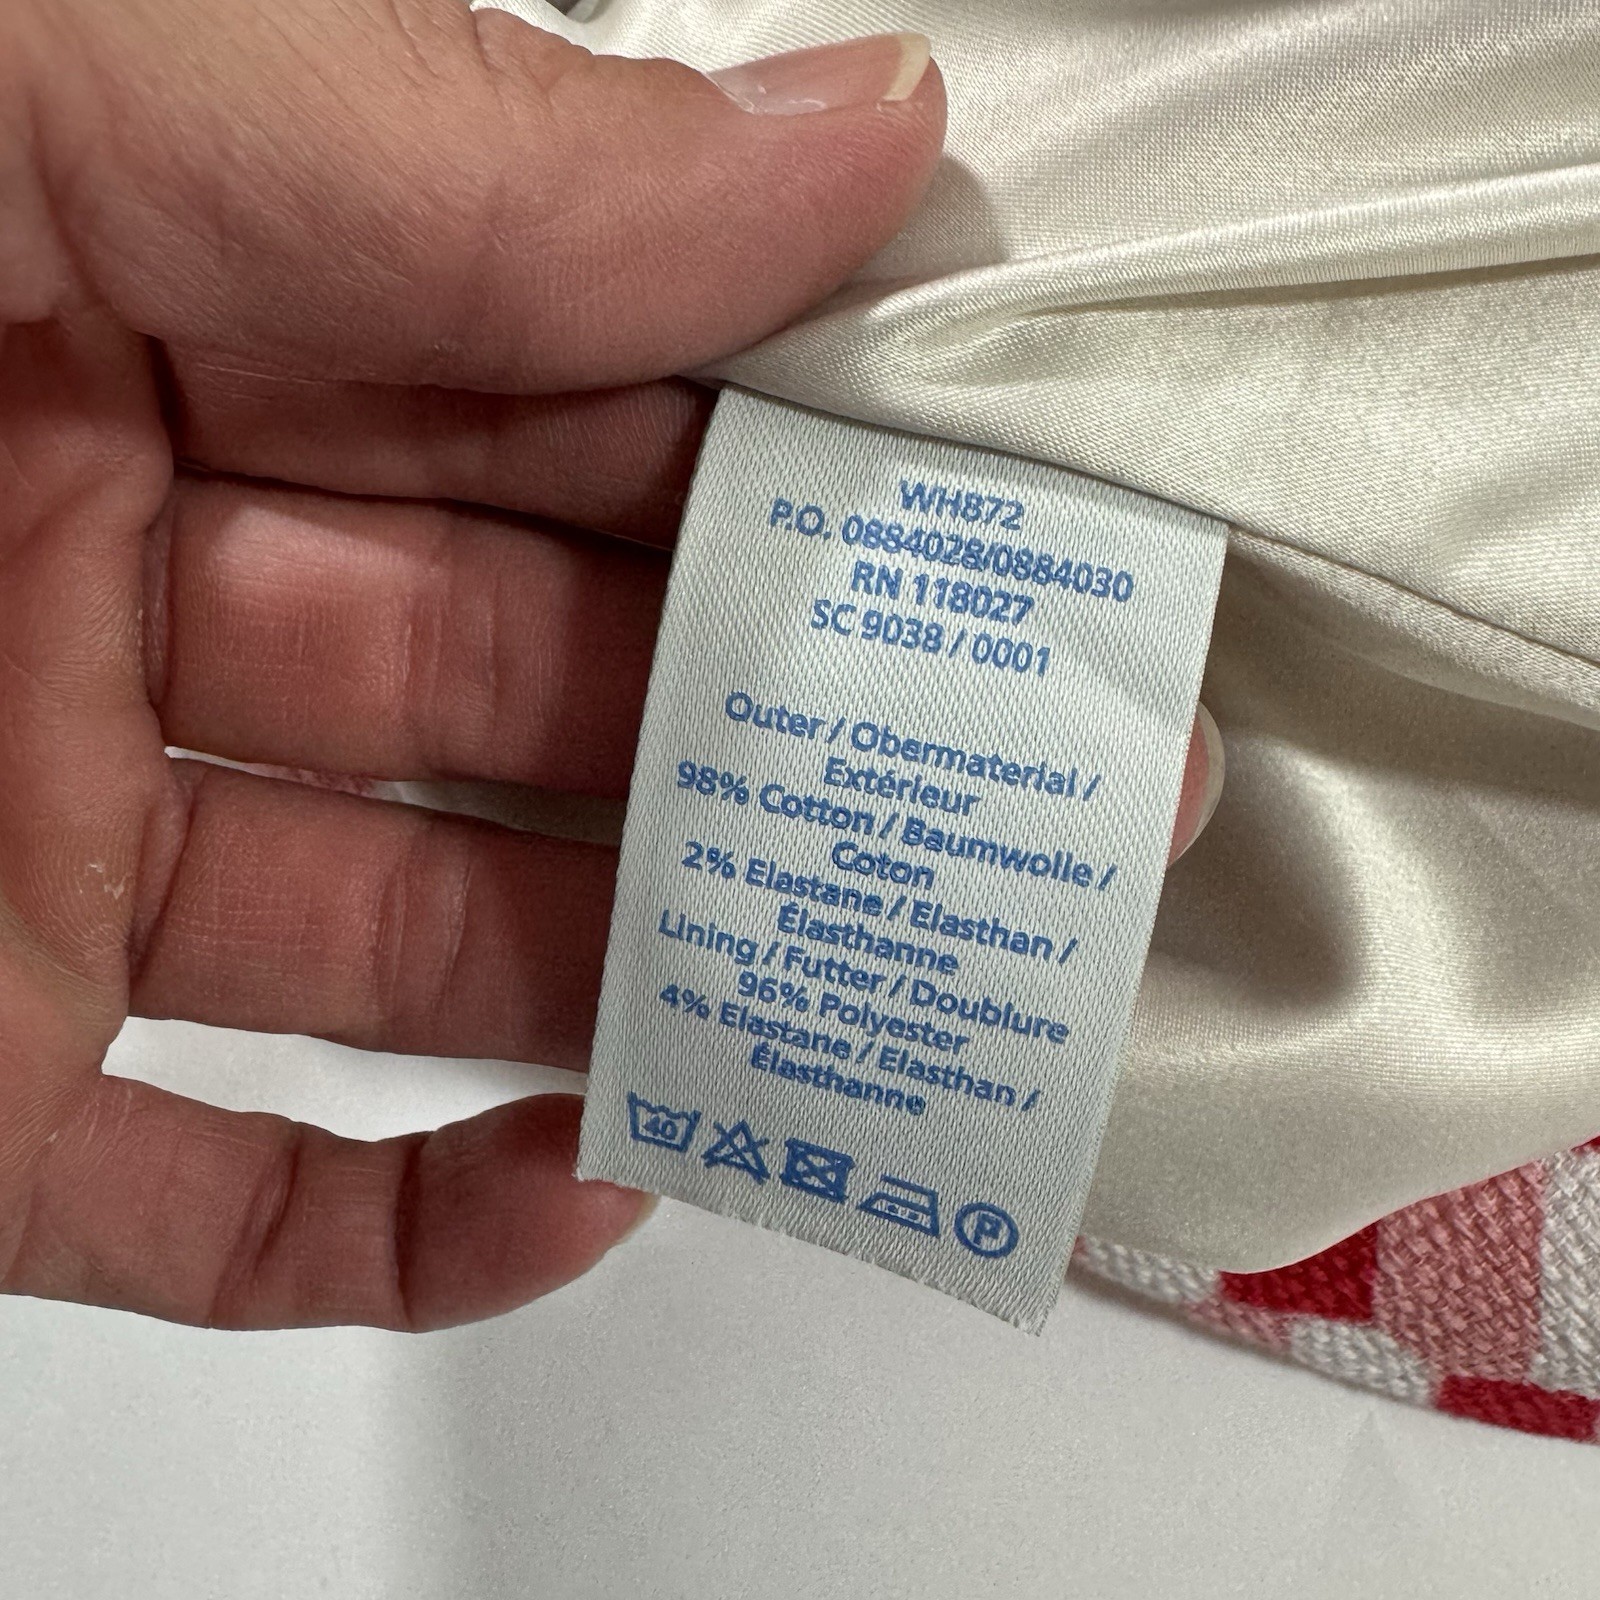 WH872
P.O. 0884028/0884030
RN 118027
SC 9038 / 0001
Outer / Obermaterial /
Extérieur
98% Cotton / Baumwolle /
Coton
2% Elastane / Elasthan /
Élasthanne
Lining / Futter / Doublure
96% Polyester
4% Elastane / Elasthan /
Élasthanne
40
P